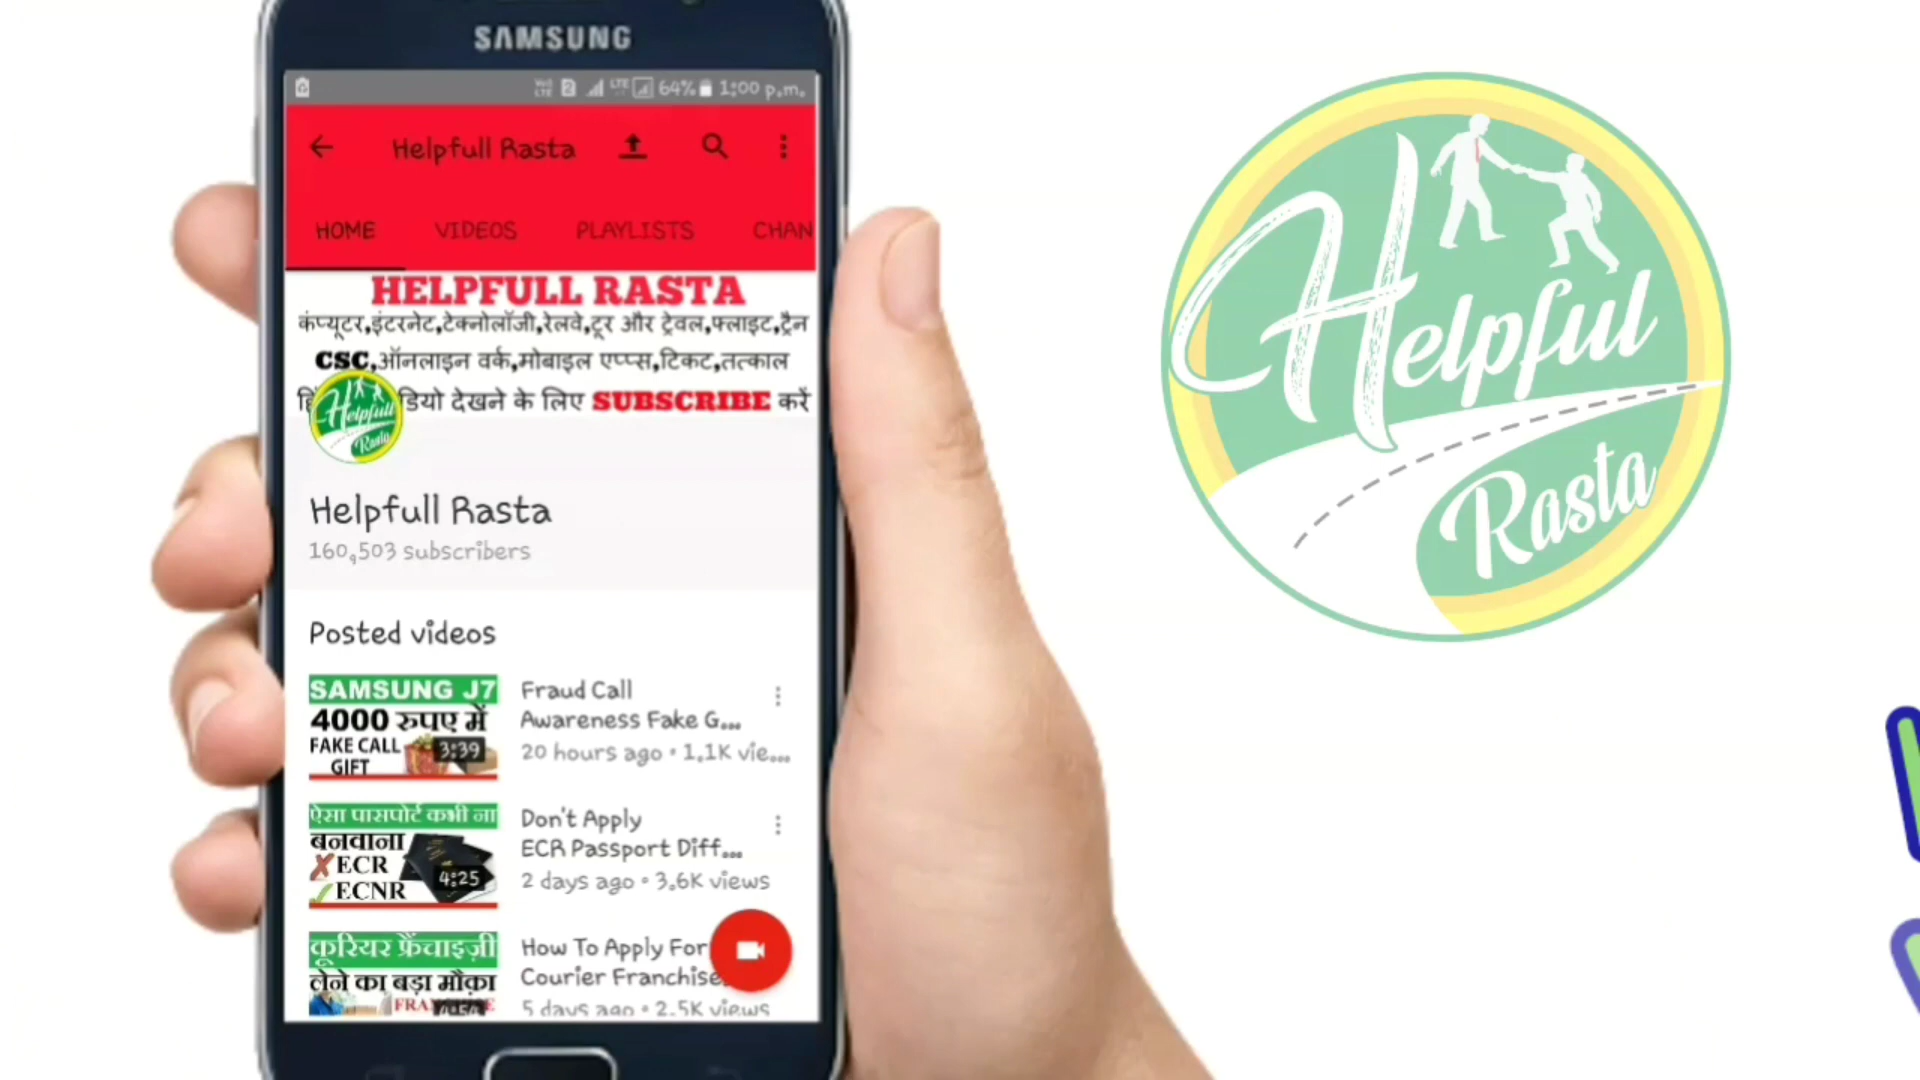 SAMSUNG
64% 1:00 p.m.
Helpfull Rasta
HOME VIDEOS PLAYLISTS CHAN
HELPFULL RASTA
कंप्यूटर,इंटरनेट,टेक्नोलॉजी,रेलवे,टूर और ट्रेवल,फ्लाइट,ट्रैन
CSC,ऑनलाइन वर्क,मोबाइल एप्प्स,टिकट,तत्काल
डियो देखने के लिए SUBSCRIBE करें
Helpfull
Rasta
Helpfull Rasta
160,503 subscribers
Posted videos
SAMSUNG J7
4000 रुपए में
FAKE CALL
GIFT
3:39
Fraud Call
Awareness Fake G...
20 hours ago • 1.1K vie...
ऐसा पासपोर्ट कभी ना
बनवाना
ECR
ECNR
4:25
Don't Apply
ECR Passport Diff...
2 days ago • 3.6K views
कूरियर फ्रैंचाइज़ी
लेने का बड़ा मौक़ा
How To Apply For
Courier Franchise
5 days ago • 2.5K views
Helpful
Rasta